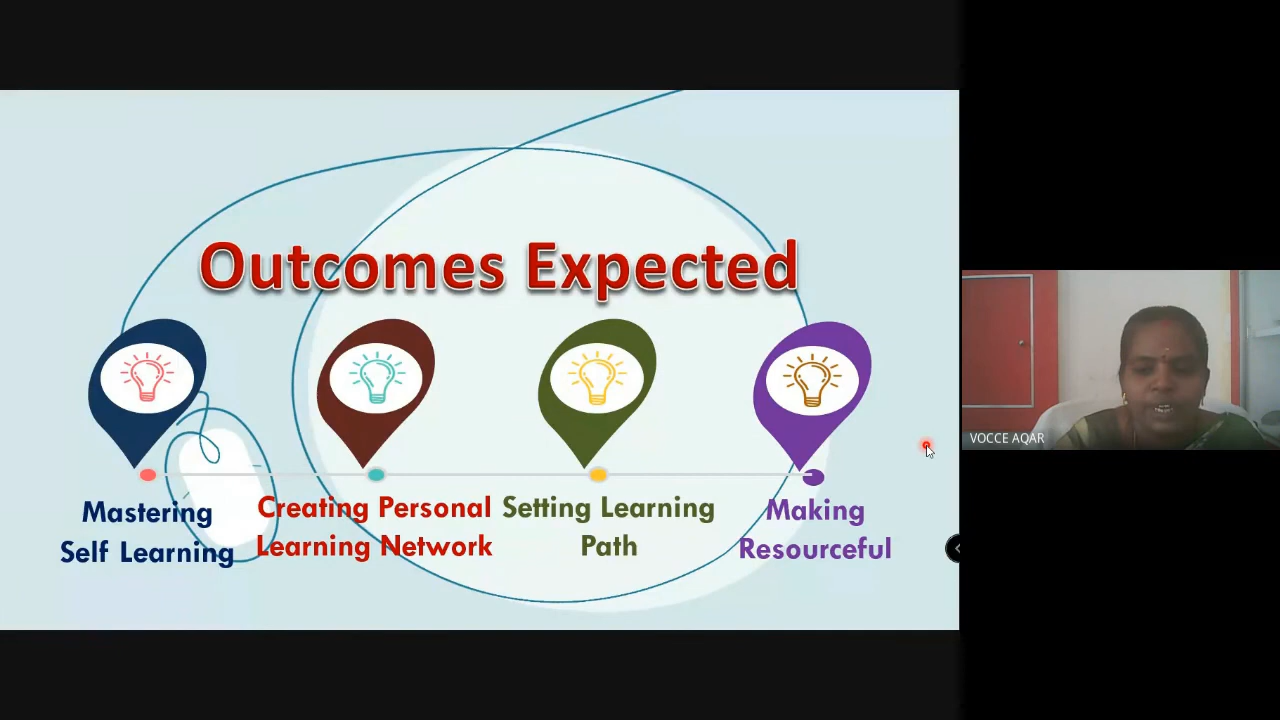 Outcomes Expected
Mastering
Self Learning
Creating Personal
Learning Network
Setting Learning
Path
Making
Resourceful
VOCCE AQAR